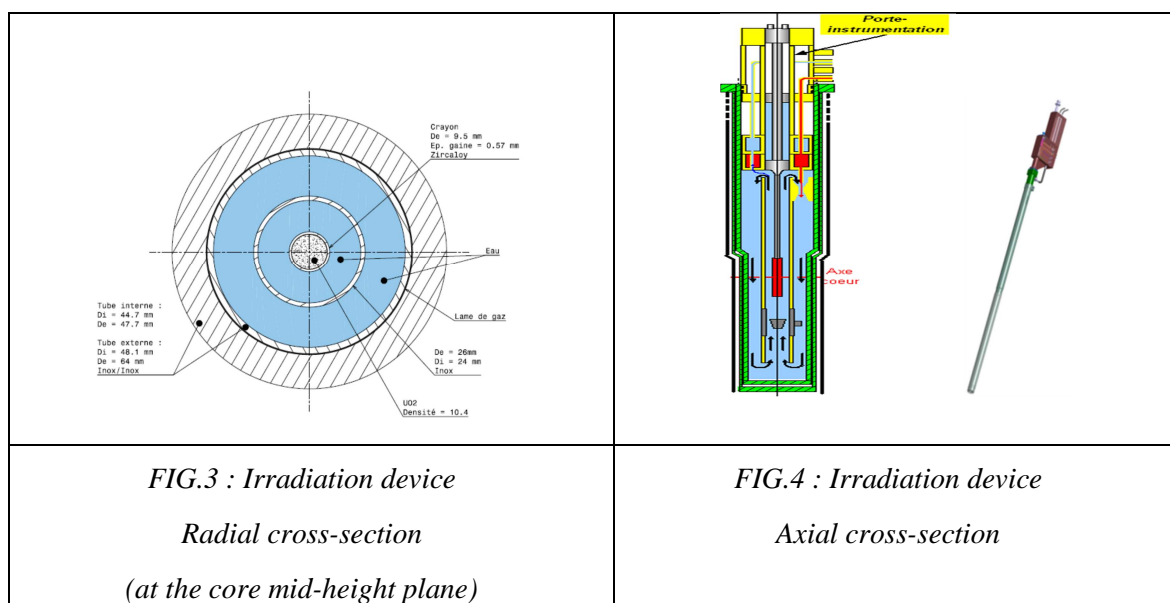 Crayon
De = 9.5 mm
Ep. gaine = 0.57 mm
Zircaloy
Eau
Tube interne :
Di = 44.7 mm
De = 47.7 mm
Tube externe :
Di = 48.1 mm
De = 64 mm
Inox/Inox
Lame de gaz
De = 26mm
Di = 24 mm
Inox
UO2
Densité = 10.4
Porte-
instrumentation
Axe
coeur
FIG.3 : Irradiation device
Radial cross-section
(at the core mid-height plane)
FIG.4 : Irradiation device
Axial cross-section